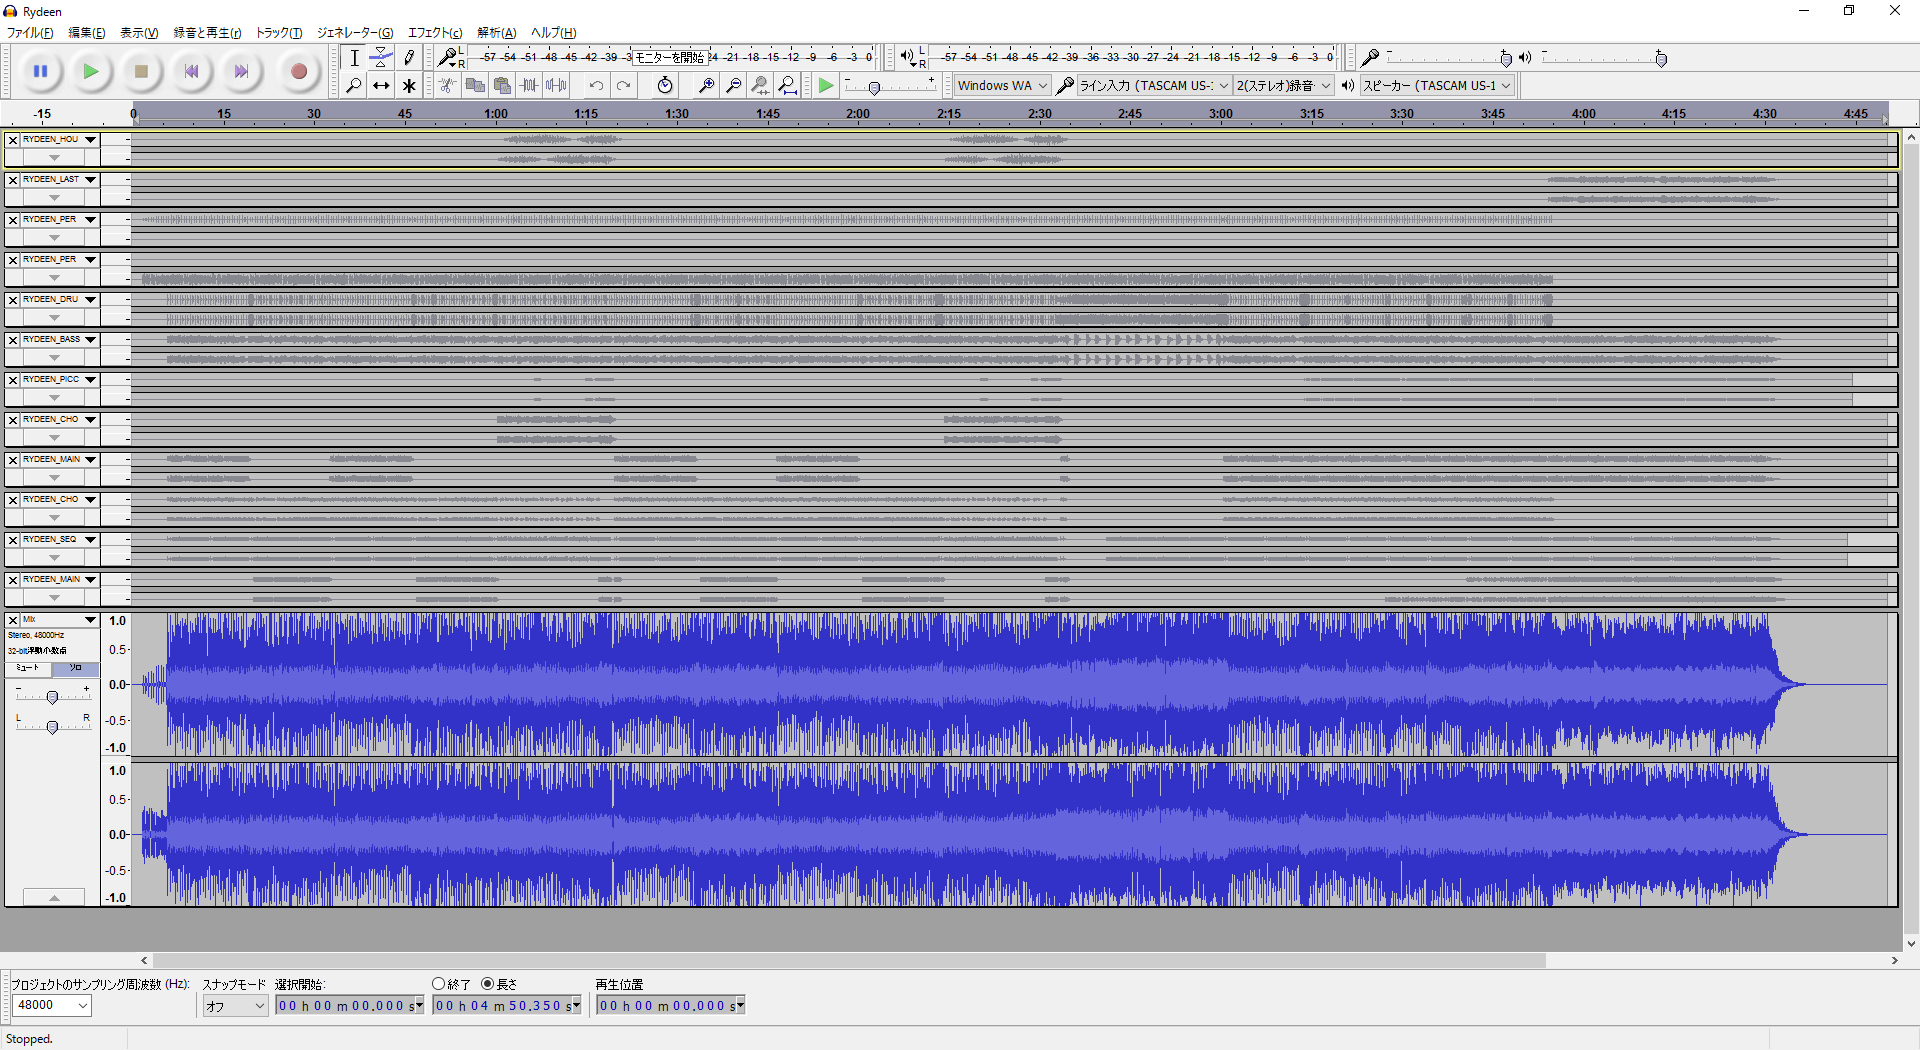 Rydeen
ファイル(F) 編集(E) 表示(V) 録音と再生(r) トラック(T) ジェネレーター(G) エフェクト(c) 解析(A) ヘルプ(H)
L R -57 -54 -51 -48 -45 -42 -39 -3 モニターを開始 24 -21 -18 -15 -12 -9 -6 -3 0 L R -57 -54 -51 -48 -45 -42 -39 -36 -33 -30 -27 -24 -21 -18 -15 -12 -9 -6 -3 0 - + - +
- + Windows WA ライン入力 (TASCAM US-1 2(ステレオ)録音 スピーカー (TASCAM US-1
-15 0 15 30 45 1:00 1:15 1:30 1:45 2:00 2:15 2:30 2:45 3:00 3:15 3:30 3:45 4:00 4:15 4:30 4:45
RYDEEN_HOU
RYDEEN_LAST
RYDEEN_PER
RYDEEN_PER
RYDEEN_DRU
RYDEEN_BASS
RYDEEN_PICC
RYDEEN_CHO
RYDEEN_MAIN
RYDEEN_CHO
RYDEEN_SEQ
RYDEEN_MAIN
Mix
Stereo, 48000Hz
32-bit浮動小数点
ミュート ソロ
- +
L R
1.0
0.5
0.0
-0.5
-1.0
1.0
0.5
0.0
-0.5
-1.0
プロジェクトのサンプリング周波数 (Hz): スナップモード 選択開始: 終了 長さ 再生位置
48000 オフ 00 h 00 m 00.000 s 00 h 04 m 50.350 s 00 h 00 m 00.000 s
Stopped.